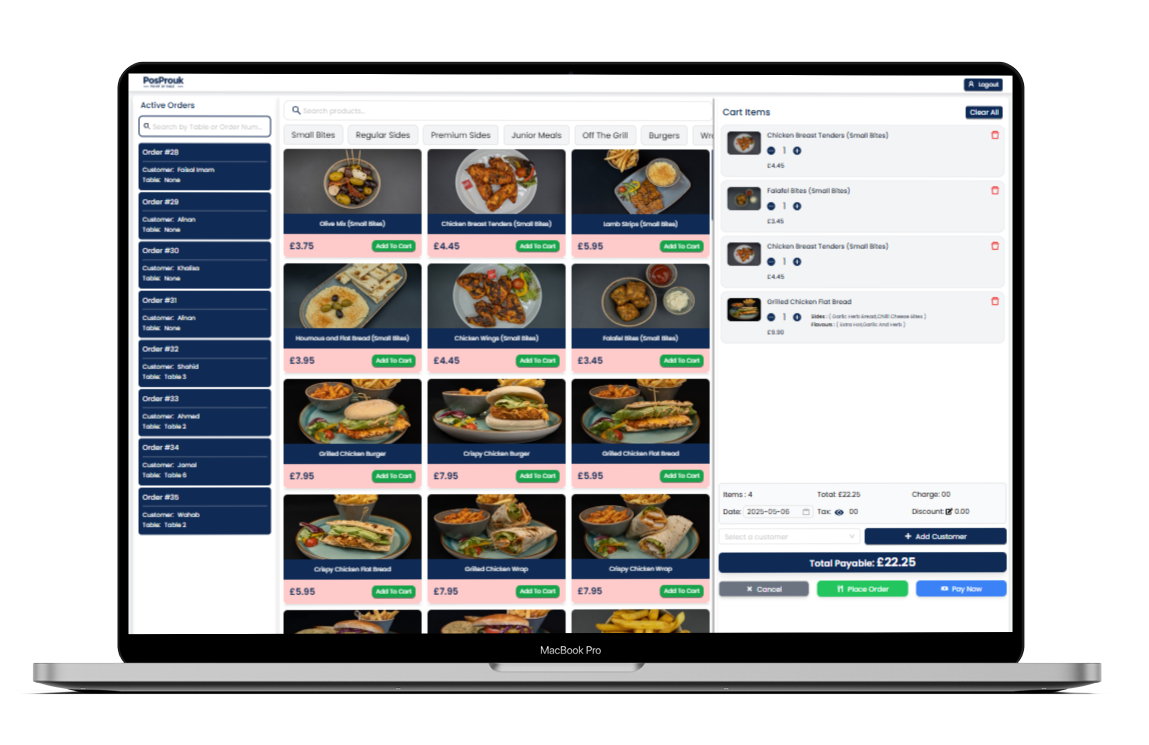 PosProuk
Logout
Active Orders
Search by Table or Order Num...
Order #28
Customer: Faisal Imam
Table: None
Order #29
Customer: Afnan
Table: None
Order #30
Customer: Khalisa
Table: None
Order #31
Customer: Afnan
Table: None
Order #32
Customer: Shahid
Table: Table 3
Order #33
Customer: Ahmed
Table: Table 2
Order #34
Customer: Jamal
Table: Table 6
Order #35
Customer: Wahab
Table: Table 2
Search products...
Small Bites Regular Sides Premium Sides Junior Meals Off The Grill Burgers Wr
Olive Mix (Small Bites) Chicken Breast Tenders (Small Bites) Lamb Strips (Small Bites)
£3.75 Add To Cart £4.45 Add To Cart £5.95 Add To Cart
Houmous and Flat Bread (Small Bites) Chicken Wings (Small Bites) Falafel Bites (Small Bites)
£3.95 Add To Cart £4.45 Add To Cart £3.45 Add To Cart
Grilled Chicken Burger Crispy Chicken Burger Grilled Chicken Flat Bread
£7.95 Add To Cart £7.95 Add To Cart £5.95 Add To Cart
Crispy Chicken Flat Bread Grilled Chicken Wrap Crispy Chicken Wrap
£5.95 Add To Cart £7.95 Add To Cart £7.95 Add To Cart
Cart Items Clear All
Chicken Breast Tenders (Small Bites)
1
£4.45
Falafel Bites (Small Bites)
1
£3.45
Chicken Breast Tenders (Small Bites)
1
£4.45
Grilled Chicken Flat Bread
1 Sides : ( Garlic Herb Bread,Chilli Cheese Bites )
Flavours : ( Extra Hot,Garlic And Herb )
£9.90
Items : 4 Total: £22.25 Charge: 00
Date: 2025-05-06 Tax: 00 Discount: 0.00
Select a customer + Add Customer
Total Payable: £22.25
Cancel Place Order Pay Now
MacBook Pro